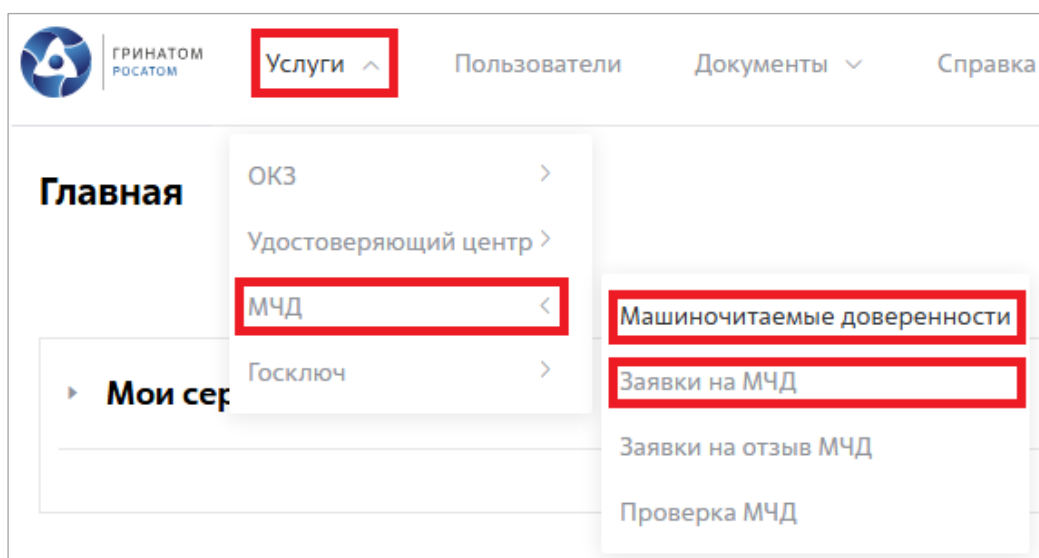 ГРИНАТОМ
РОСАТОМ
Услуги
Пользователи
Документы
Справка
Главная
ОКЗ
Удостоверяющий центр
МЧД
Госключ
Мои сер
Машиночитаемые доверенности
Заявки на МЧД
Заявки на отзыв МЧД
Проверка МЧД